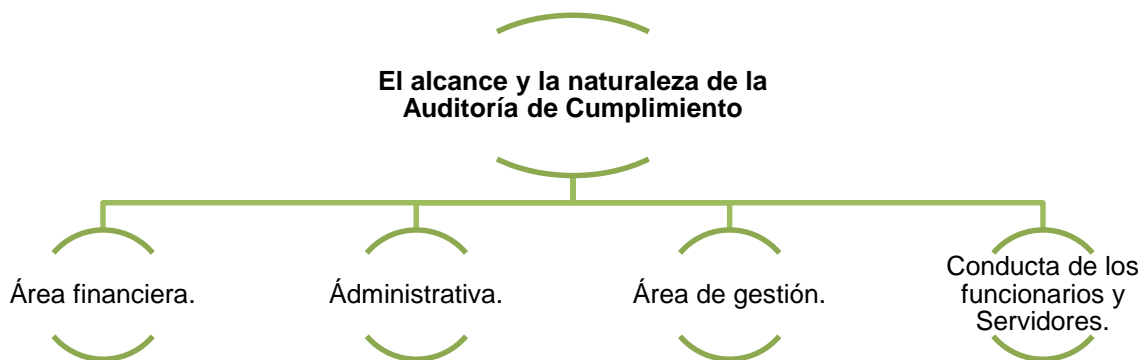 El alcance y la naturaleza de la
Auditoría de Cumplimiento
Área financiera.
Ádministrativa.
Área de gestión.
Conducta de los
funcionarios y
Servidores.